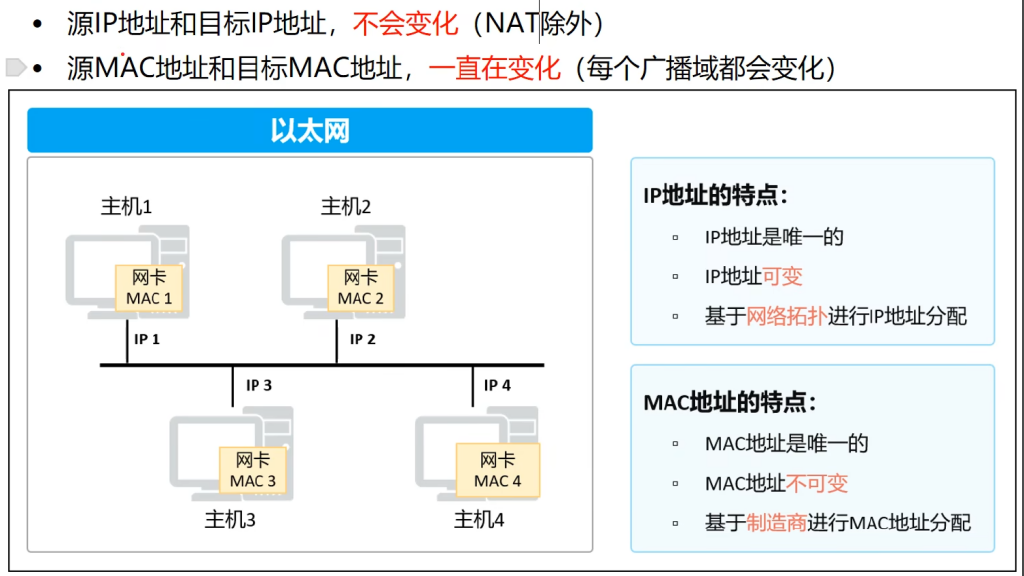 • 源IP地址和目标IP地址，不会变化（NAT除外）
• 源MAC地址和目标MAC地址，一直在变化（每个广播域都会变化）
以太网
主机1
主机2
网卡
MAC 1
网卡
MAC 2
IP 1
IP 2
IP 3
IP 4
网卡
MAC 3
网卡
MAC 4
主机3
主机4
IP地址的特点：
▫ IP地址是唯一的
▫ IP地址可变
▫ 基于网络拓扑进行IP地址分配
MAC地址的特点：
▫ MAC地址是唯一的
▫ MAC地址不可变
▫ 基于制造商进行MAC地址分配